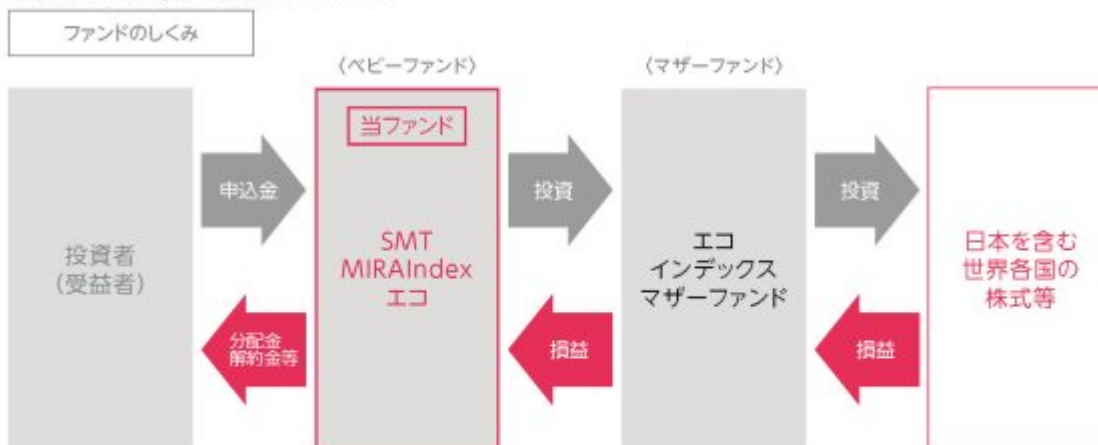 ファンドのしくみ
〈ベビーファンド〉
〈マザーファンド〉
当ファンド
申込金
投資
投資
投資者
(受益者)
SMT
MIRAIndex
エコ
エコ
インデックス
マザーファンド
日本を含む
世界各国の
株式等
分配金
解約金等
損益
損益